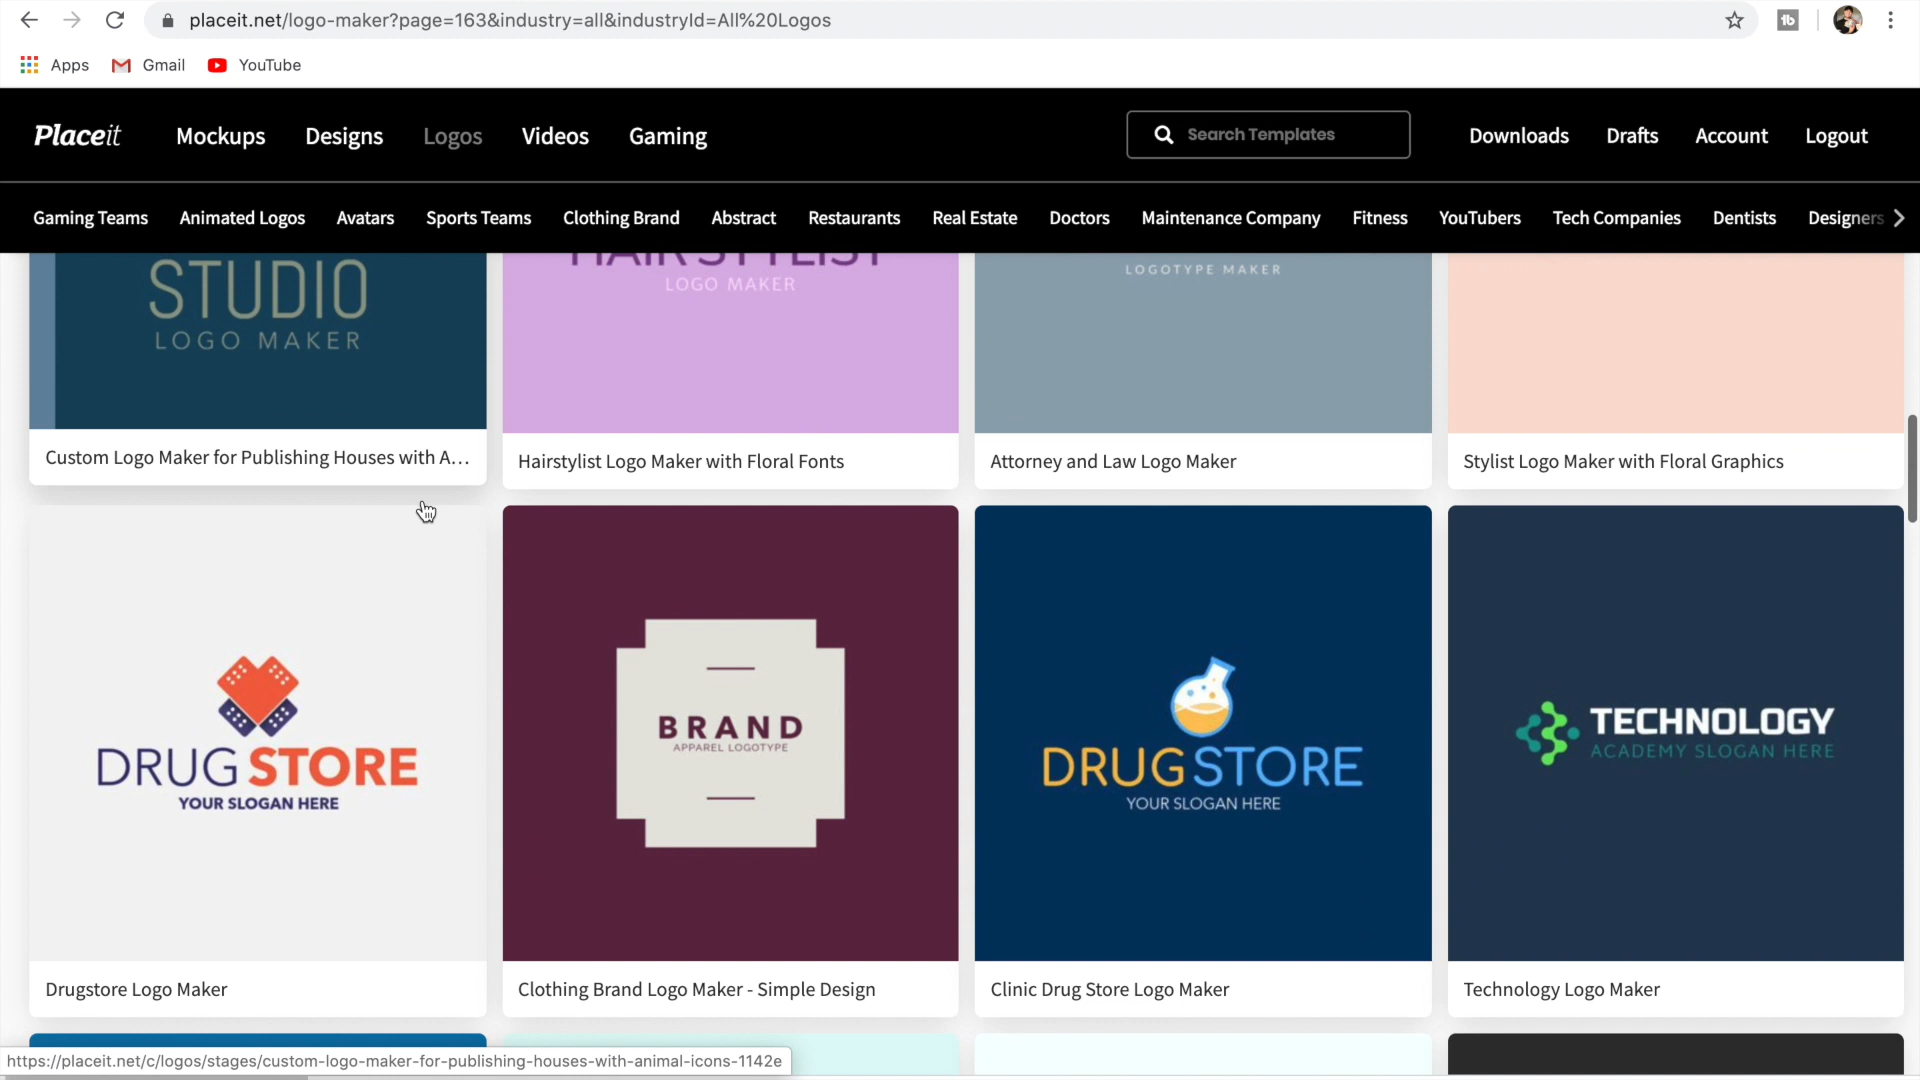 placeit.net/logo-maker?page=163&industry=all&industryId=All%20Logos
Apps Gmail YouTube
Placeit Mockups Designs Logos Videos Gaming Search Templates Downloads Drafts Account Logout
Gaming Teams Animated Logos Avatars Sports Teams Clothing Brand Abstract Restaurants Real Estate Doctors Maintenance Company Fitness YouTubers Tech Companies Dentists Designers
STUDIO
LOGO MAKER
HAIR STYLIST
LOGO MAKER
LOGOTYPE MAKER
Custom Logo Maker for Publishing Houses with A...
Hairstylist Logo Maker with Floral Fonts
Attorney and Law Logo Maker
Stylist Logo Maker with Floral Graphics
DRUG STORE
YOUR SLOGAN HERE
BRAND
APPAREL LOGOTYPE
DRUGSTORE
YOUR SLOGAN HERE
TECHNOLOGY
ACADEMY SLOGAN HERE
Drugstore Logo Maker
Clothing Brand Logo Maker - Simple Design
Clinic Drug Store Logo Maker
Technology Logo Maker
https://placeit.net/c/logos/stages/custom-logo-maker-for-publishing-houses-with-animal-icons-1142e